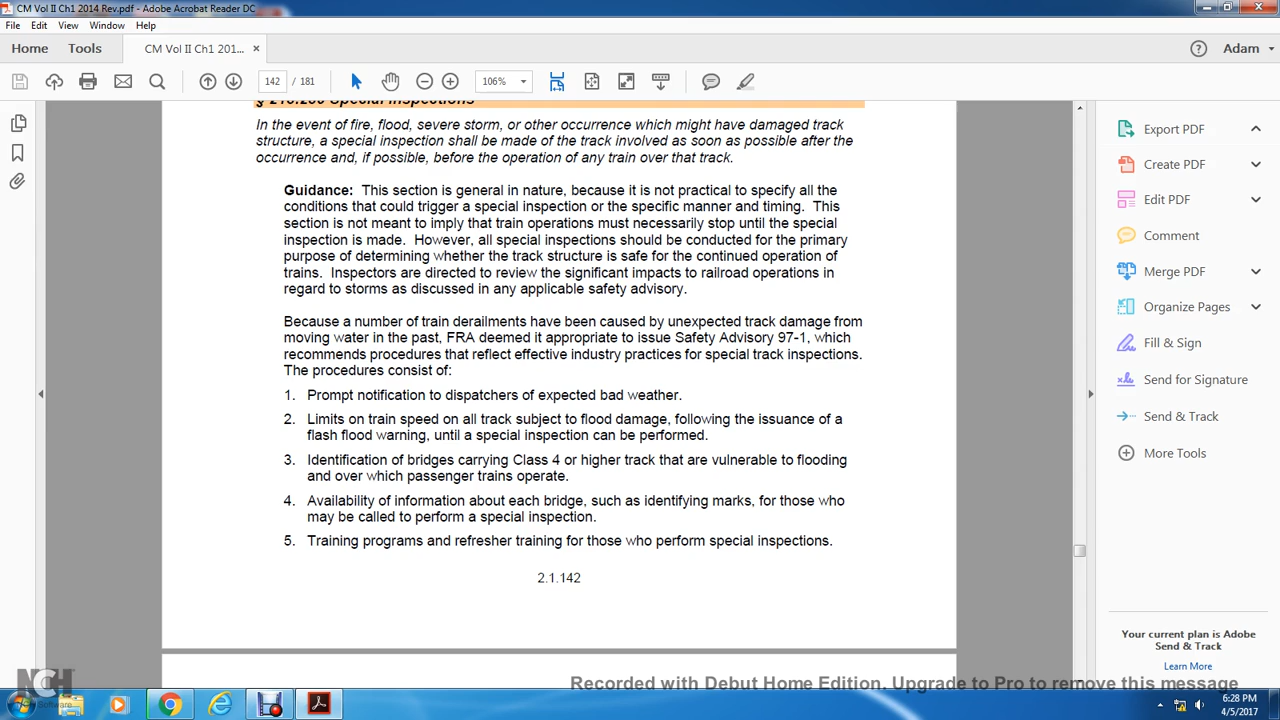 CM Vol II Ch1 2014 Rev.pdf - Adobe Acrobat Reader DC
File Edit View Window Help
Home Tools CM Vol II Ch1 201... × Adam
142 / 181 106%
Special Inspections
In the event of fire, flood, severe storm, or other occurrence which might have damaged track
structure, a special inspection shall be made of the track involved as soon as possible after the
occurrence and, if possible, before the operation of any train over that track.
Guidance: This section is general in nature, because it is not practical to specify all the
conditions that could trigger a special inspection or the specific manner and timing. This
section is not meant to imply that train operations must necessarily stop until the special
inspection is made. However, all special inspections should be conducted for the primary
purpose of determining whether the track structure is safe for the continued operation of
trains. Inspectors are directed to review the significant impacts to railroad operations in
regard to storms as discussed in any applicable safety advisory.
Because a number of train derailments have been caused by unexpected track damage from
moving water in the past, FRA deemed it appropriate to issue Safety Advisory 97-1, which
recommends procedures that reflect effective industry practices for special track inspections.
The procedures consist of:
1. Prompt notification to dispatchers of expected bad weather.
2. Limits on train speed on all track subject to flood damage, following the issuance of a
flash flood warning, until a special inspection can be performed.
3. Identification of bridges carrying Class 4 or higher track that are vulnerable to flooding
and over which passenger trains operate.
4. Availability of information about each bridge, such as identifying marks, for those who
may be called to perform a special inspection.
5. Training programs and refresher training for those who perform special inspections.
2.1.142
Export PDF
Create PDF
Edit PDF
Comment
Merge PDF
Organize Pages
Fill & Sign
Send for Signature
Send & Track
More Tools
Your current plan is Adobe
Send & Track
Learn More
NCH
Software
Recorded with Debut Home Edition. Upgrade to Pro to remove this message
6:28 PM
4/5/2017